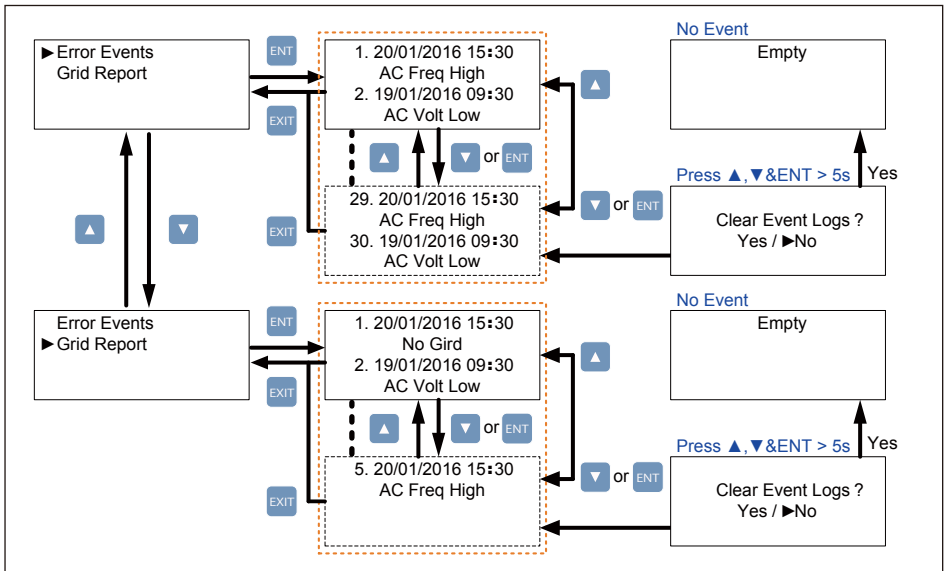 ► Error Events
Grid Report
ENT
EXIT
1. 20/01/2016 15:30
AC Freq High
2. 19/01/2016 09:30
AC Volt Low
▲
▲
▼ or ENT
29. 20/01/2016 15:30
AC Freq High
30. 19/01/2016 09:30
AC Volt Low
EXIT
▼ or ENT
No Event
Empty
Press ▲,▼&ENT > 5s
Yes
Clear Event Logs ?
Yes / ►No
▲
▼
Error Events
► Grid Report
ENT
EXIT
1. 20/01/2016 15:30
No Gird
2. 19/01/2016 09:30
AC Volt Low
▲
▲
▼ or ENT
5. 20/01/2016 15:30
AC Freq High
EXIT
▼ or ENT
No Event
Empty
Press ▲,▼&ENT > 5s
Yes
Clear Event Logs ?
Yes / ►No